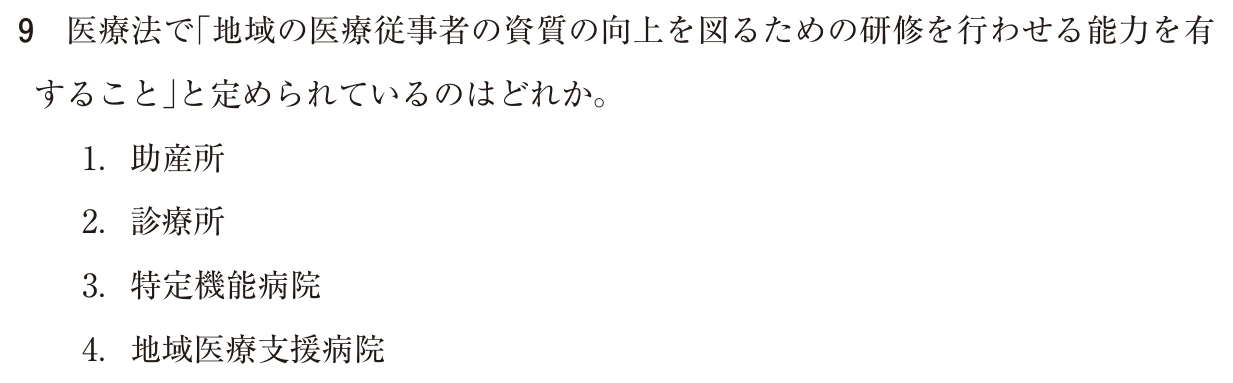 9　医療法で「地域の医療従事者の資質の向上を図るための研修を行わせる能力を有
すること」と定められているのはどれか。
1. 助産所
2. 診療所
3. 特定機能病院
4. 地域医療支援病院